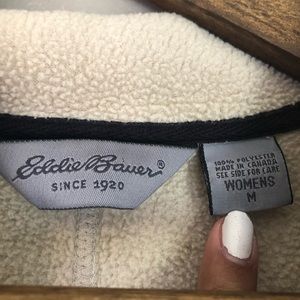 Eddie Bauer®
SINCE 1920
100% POLYESTER
MADE IN CANADA
SEE SIDE FOR CARE
WOMENS
M